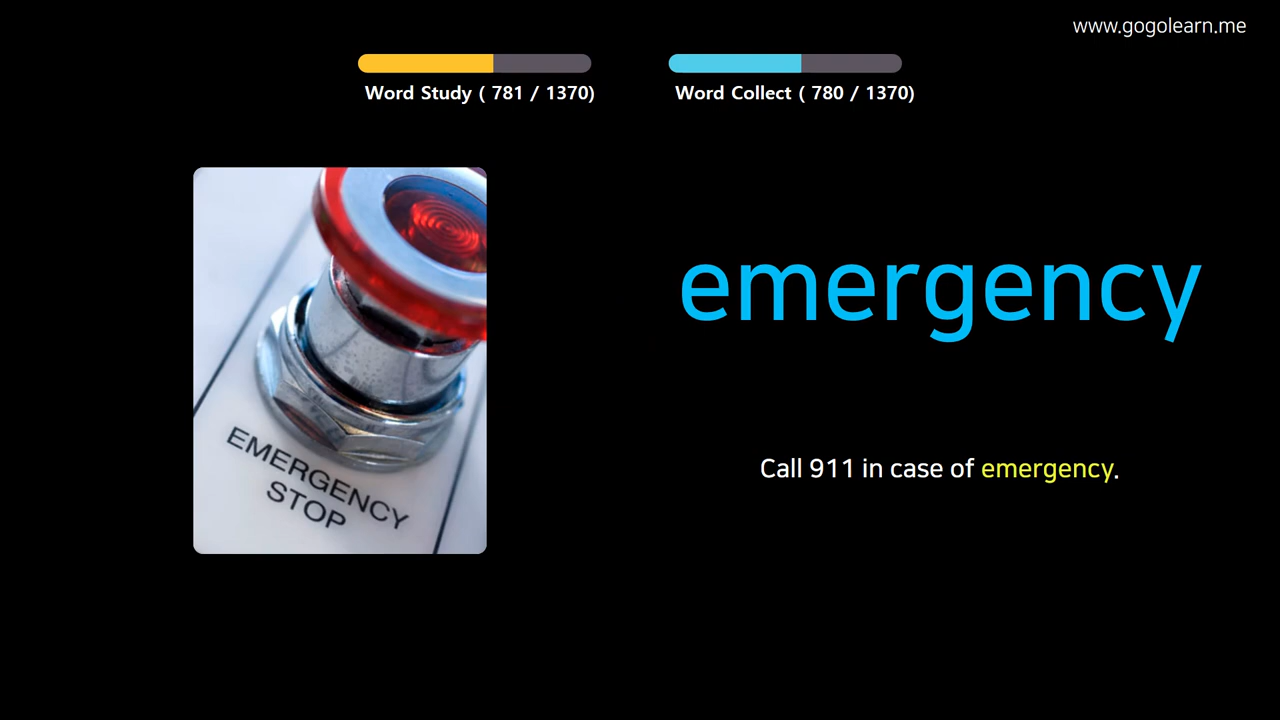 www.gogolearn.me
Word Study ( 781 / 1370)
Word Collect ( 780 / 1370)
emergency
EMERGENCY
STOP
Call 911 in case of emergency.